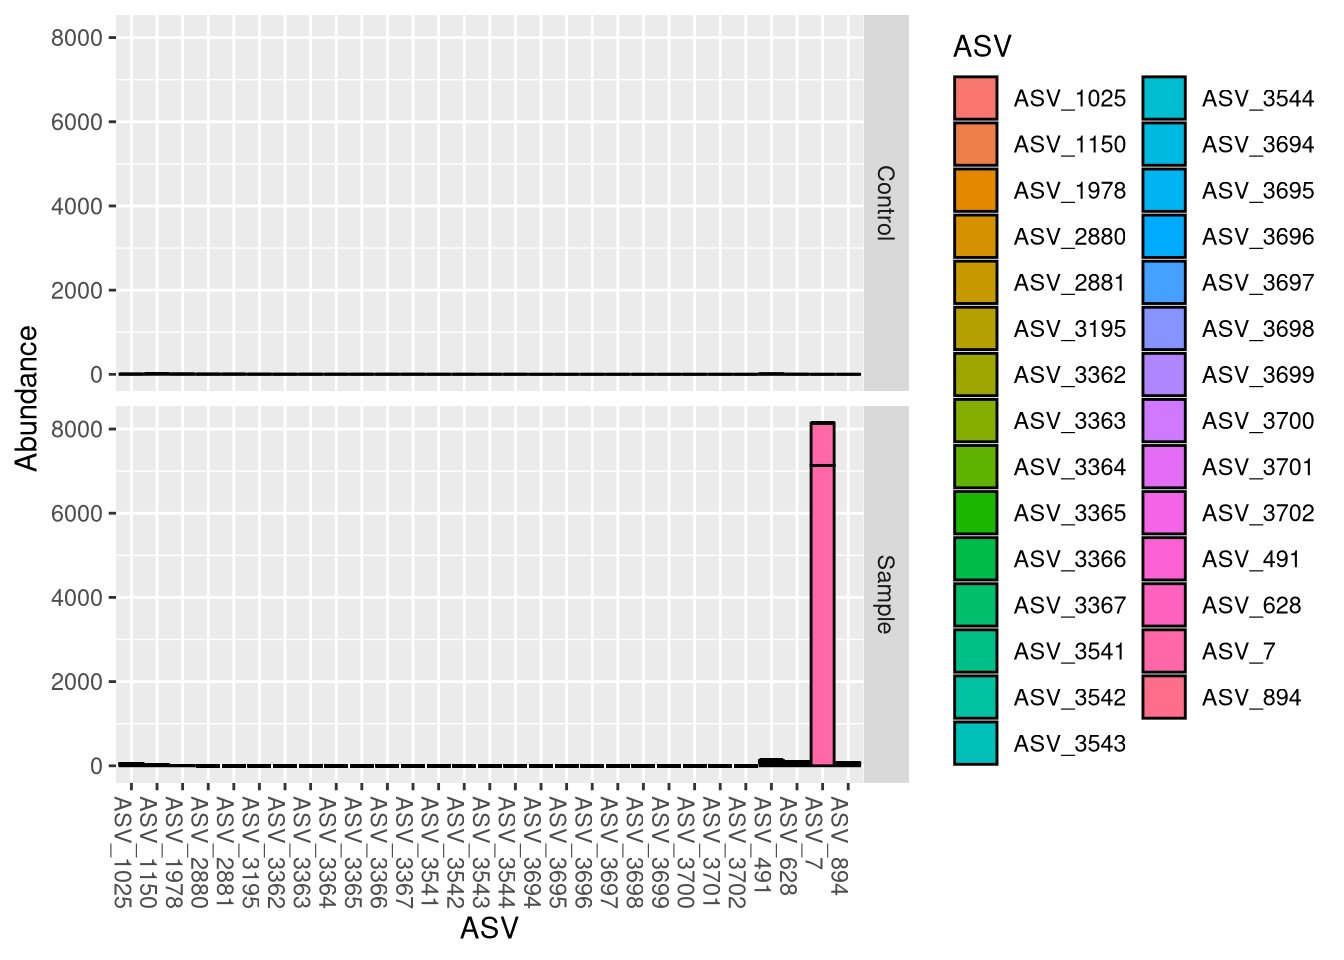 Abundance
8000
6000
4000
2000
0
Control
8000
6000
4000
2000
0
Sample
ASV_1025
ASV_1150
ASV_1978
ASV_2880
ASV_2881
ASV_3195
ASV_3362
ASV_3363
ASV_3364
ASV_3365
ASV_3366
ASV_3367
ASV_3541
ASV_3542
ASV_3543
ASV_3544
ASV_3694
ASV_3695
ASV_3696
ASV_3697
ASV_3698
ASV_3699
ASV_3700
ASV_3701
ASV_3702
ASV_491
ASV_628
ASV_7
ASV_894
ASV
ASV
ASV_1025
ASV_1150
ASV_1978
ASV_2880
ASV_2881
ASV_3195
ASV_3362
ASV_3363
ASV_3364
ASV_3365
ASV_3366
ASV_3367
ASV_3541
ASV_3542
ASV_3543
ASV_3544
ASV_3694
ASV_3695
ASV_3696
ASV_3697
ASV_3698
ASV_3699
ASV_3700
ASV_3701
ASV_3702
ASV_491
ASV_628
ASV_7
ASV_894